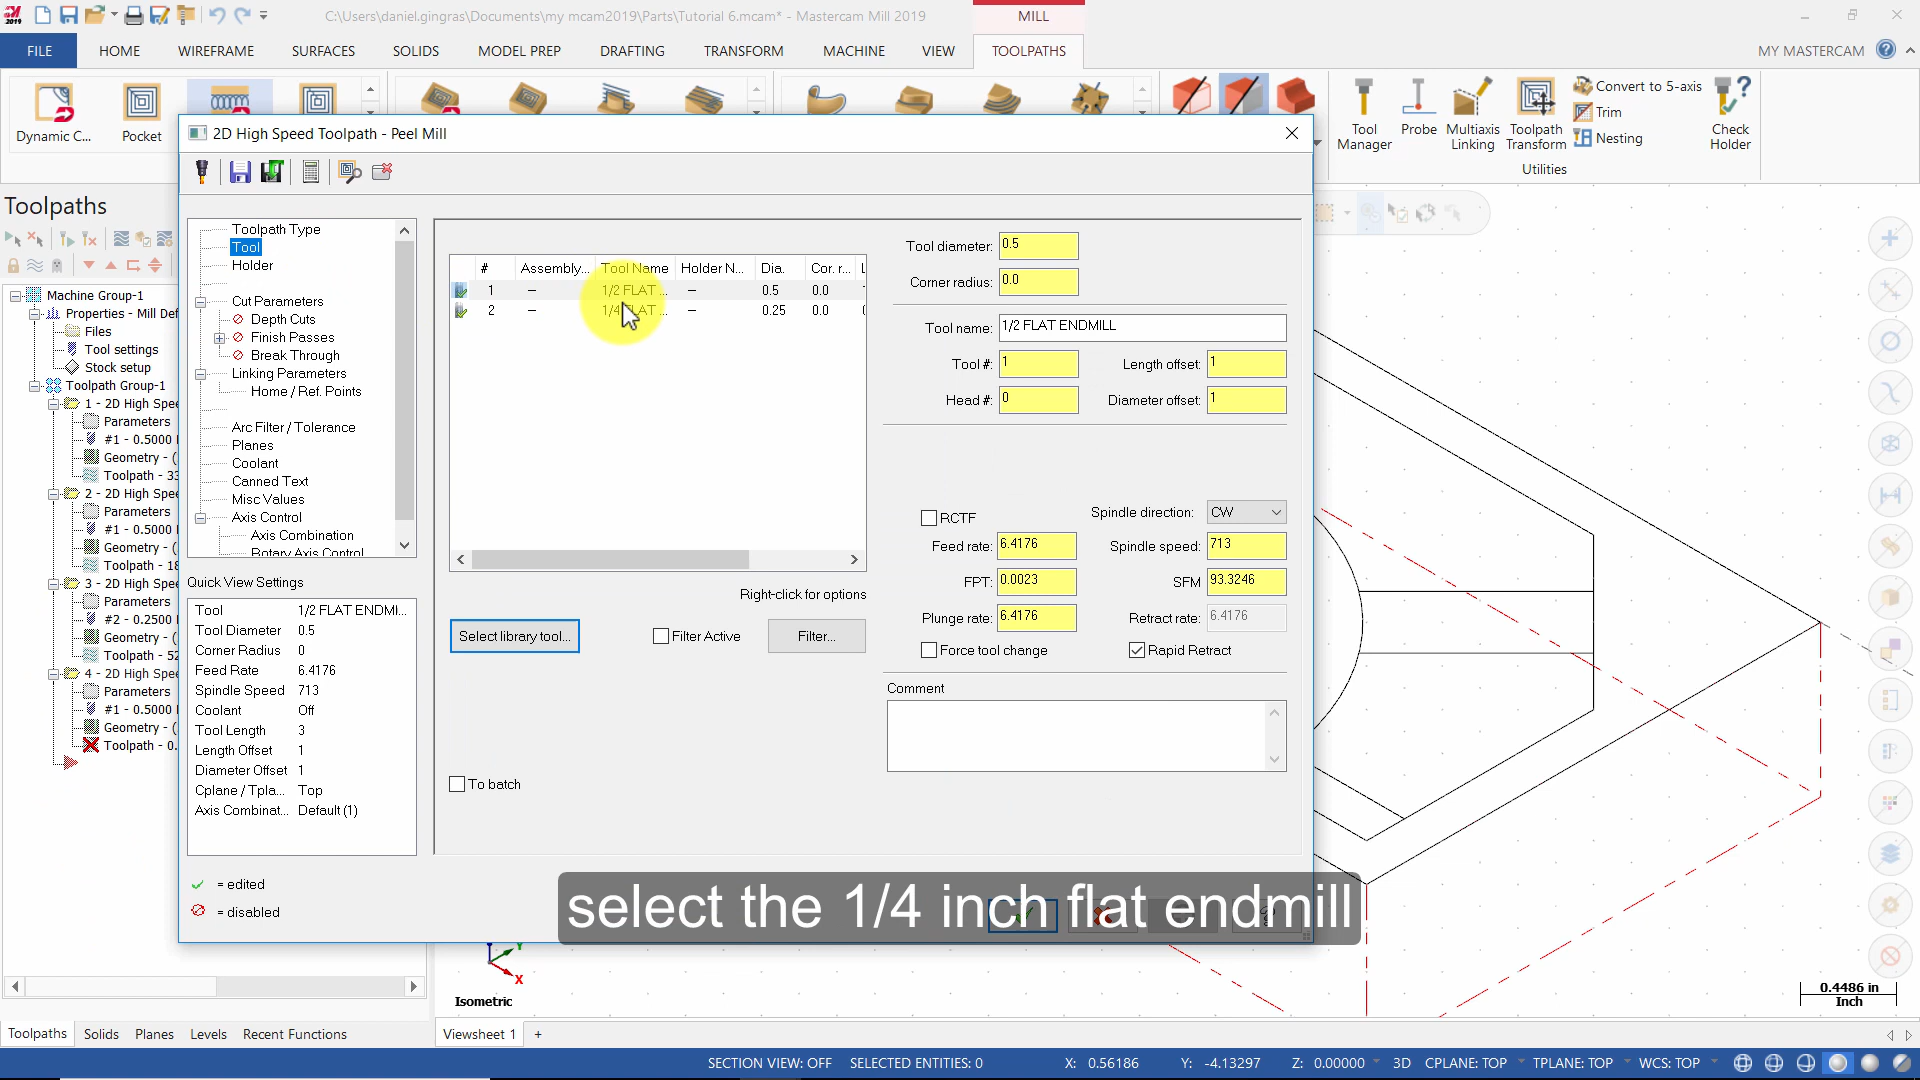 C:\Users\daniel.gingras\Documents\my mcam2019\Parts\Tutorial 6.mcam* - Mastercam Mill 2019
MILL
FILE
HOME
WIREFRAME
SURFACES
SOLIDS
MODEL PREP
DRAFTING
TRANSFORM
MACHINE
VIEW
TOOLPATHS
MY MASTERCAM
Dynamic C...
Pocket
Tool Manager
Probe
Multiaxis Linking
Toolpath Transform
Convert to 5-axis
Trim
Nesting
Check Holder
Utilities
2D High Speed Toolpath - Peel Mill
Toolpaths
Machine Group-1
Properties - Mill Def
Files
Tool settings
Stock setup
Toolpath Group-1
1 - 2D High Spee
Parameters
#1 - 0.5000
Geometry - (
Toolpath - 33
2 - 2D High Spee
Parameters
#1 - 0.5000
Geometry - (
Toolpath - 18
3 - 2D High Spee
Parameters
#2 - 0.2500
Geometry - (
Toolpath - 52
4 - 2D High Spee
Parameters
#1 - 0.5000
Geometry - (
Toolpath - 0.
Toolpath Type
Tool
Holder
Cut Parameters
Depth Cuts
Finish Passes
Break Through
Linking Parameters
Home / Ref. Points
Arc Filter / Tolerance
Planes
Coolant
Canned Text
Misc Values
Axis Control
Axis Combination
Rotary Axis Control
Quick View Settings
Tool 1/2 FLAT ENDMI...
Tool Diameter 0.5
Corner Radius 0
Feed Rate 6.4176
Spindle Speed 713
Coolant Off
Tool Length 3
Length Offset 1
Diameter Offset 1
Cplane / Tpla... Top
Axis Combinat... Default (1)
= edited
= disabled
# Assembly... Tool Name Holder N... Dia. Cor. r... L
1 – 1/2 FLAT ... – 0.5 0.0
2 – 1/4 FLAT ... – 0.25 0.0
Right-click for options
Select library tool...
Filter Active
Filter...
To batch
Tool diameter: 0.5
Corner radius: 0.0
Tool name: 1/2 FLAT ENDMILL
Tool #: 1 Length offset: 1
Head #: 0 Diameter offset: 1
RCTF Spindle direction: CW
Feed rate: 6.4176 Spindle speed: 713
FPT: 0.0023 SFM 93.3246
Plunge rate: 6.4176 Retract rate: 6.4176
Force tool change Rapid Retract
Comment
select the 1/4 inch flat endmill
Y
X
Isometric
0.4486 in
Inch
Toolpaths Solids Planes Levels Recent Functions
Viewsheet 1 +
SECTION VIEW: OFF SELECTED ENTITIES: 0 X: 0.56186 Y: -4.13297 Z: 0.00000 3D CPLANE: TOP TPLANE: TOP WCS: TOP